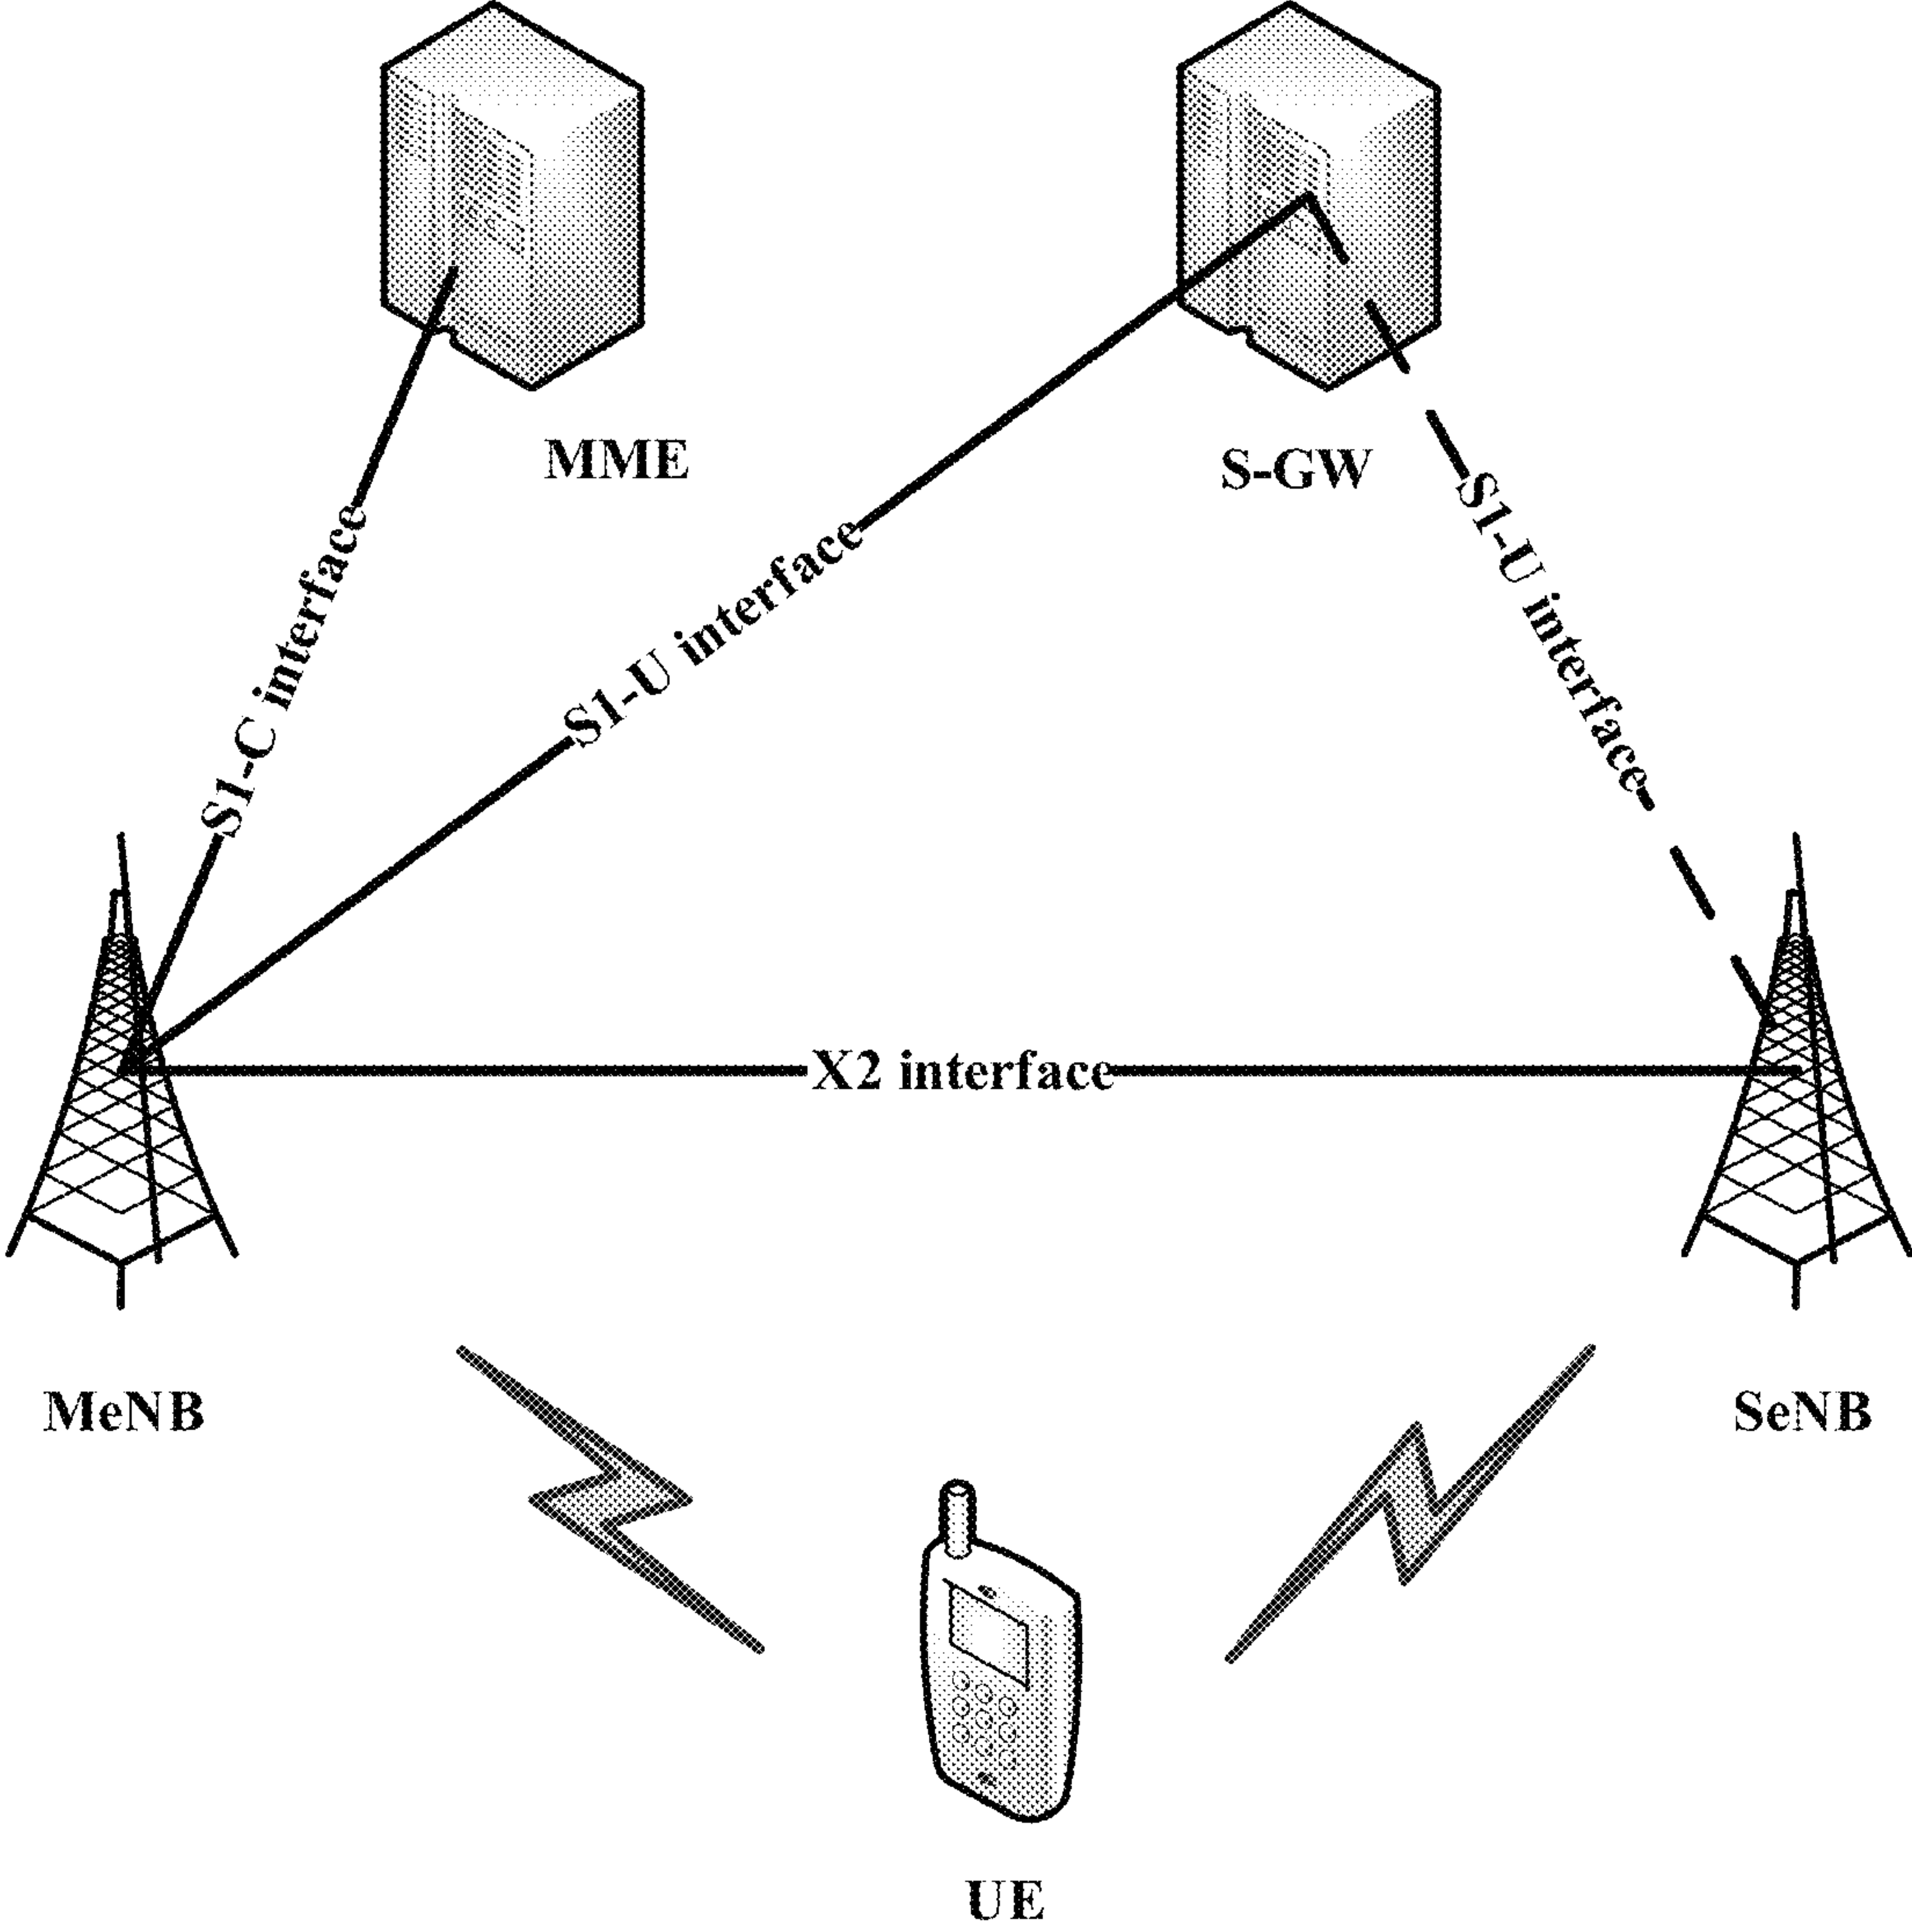 MME
S-GW
S1-C interface
S1-U interface
S1-U interface
X2 interface
MeNB
SeNB
UE